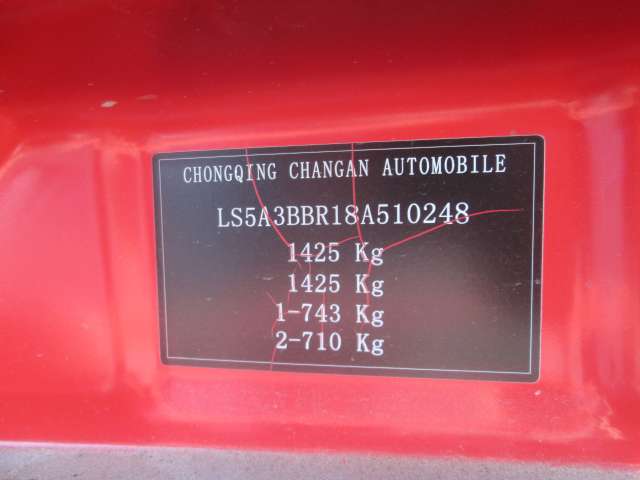 CHONGQING CHANGAN AUTOMOBILE
LS5A3BBR18A510248
1425 Kg
1425 Kg
1-743 Kg
2-710 Kg